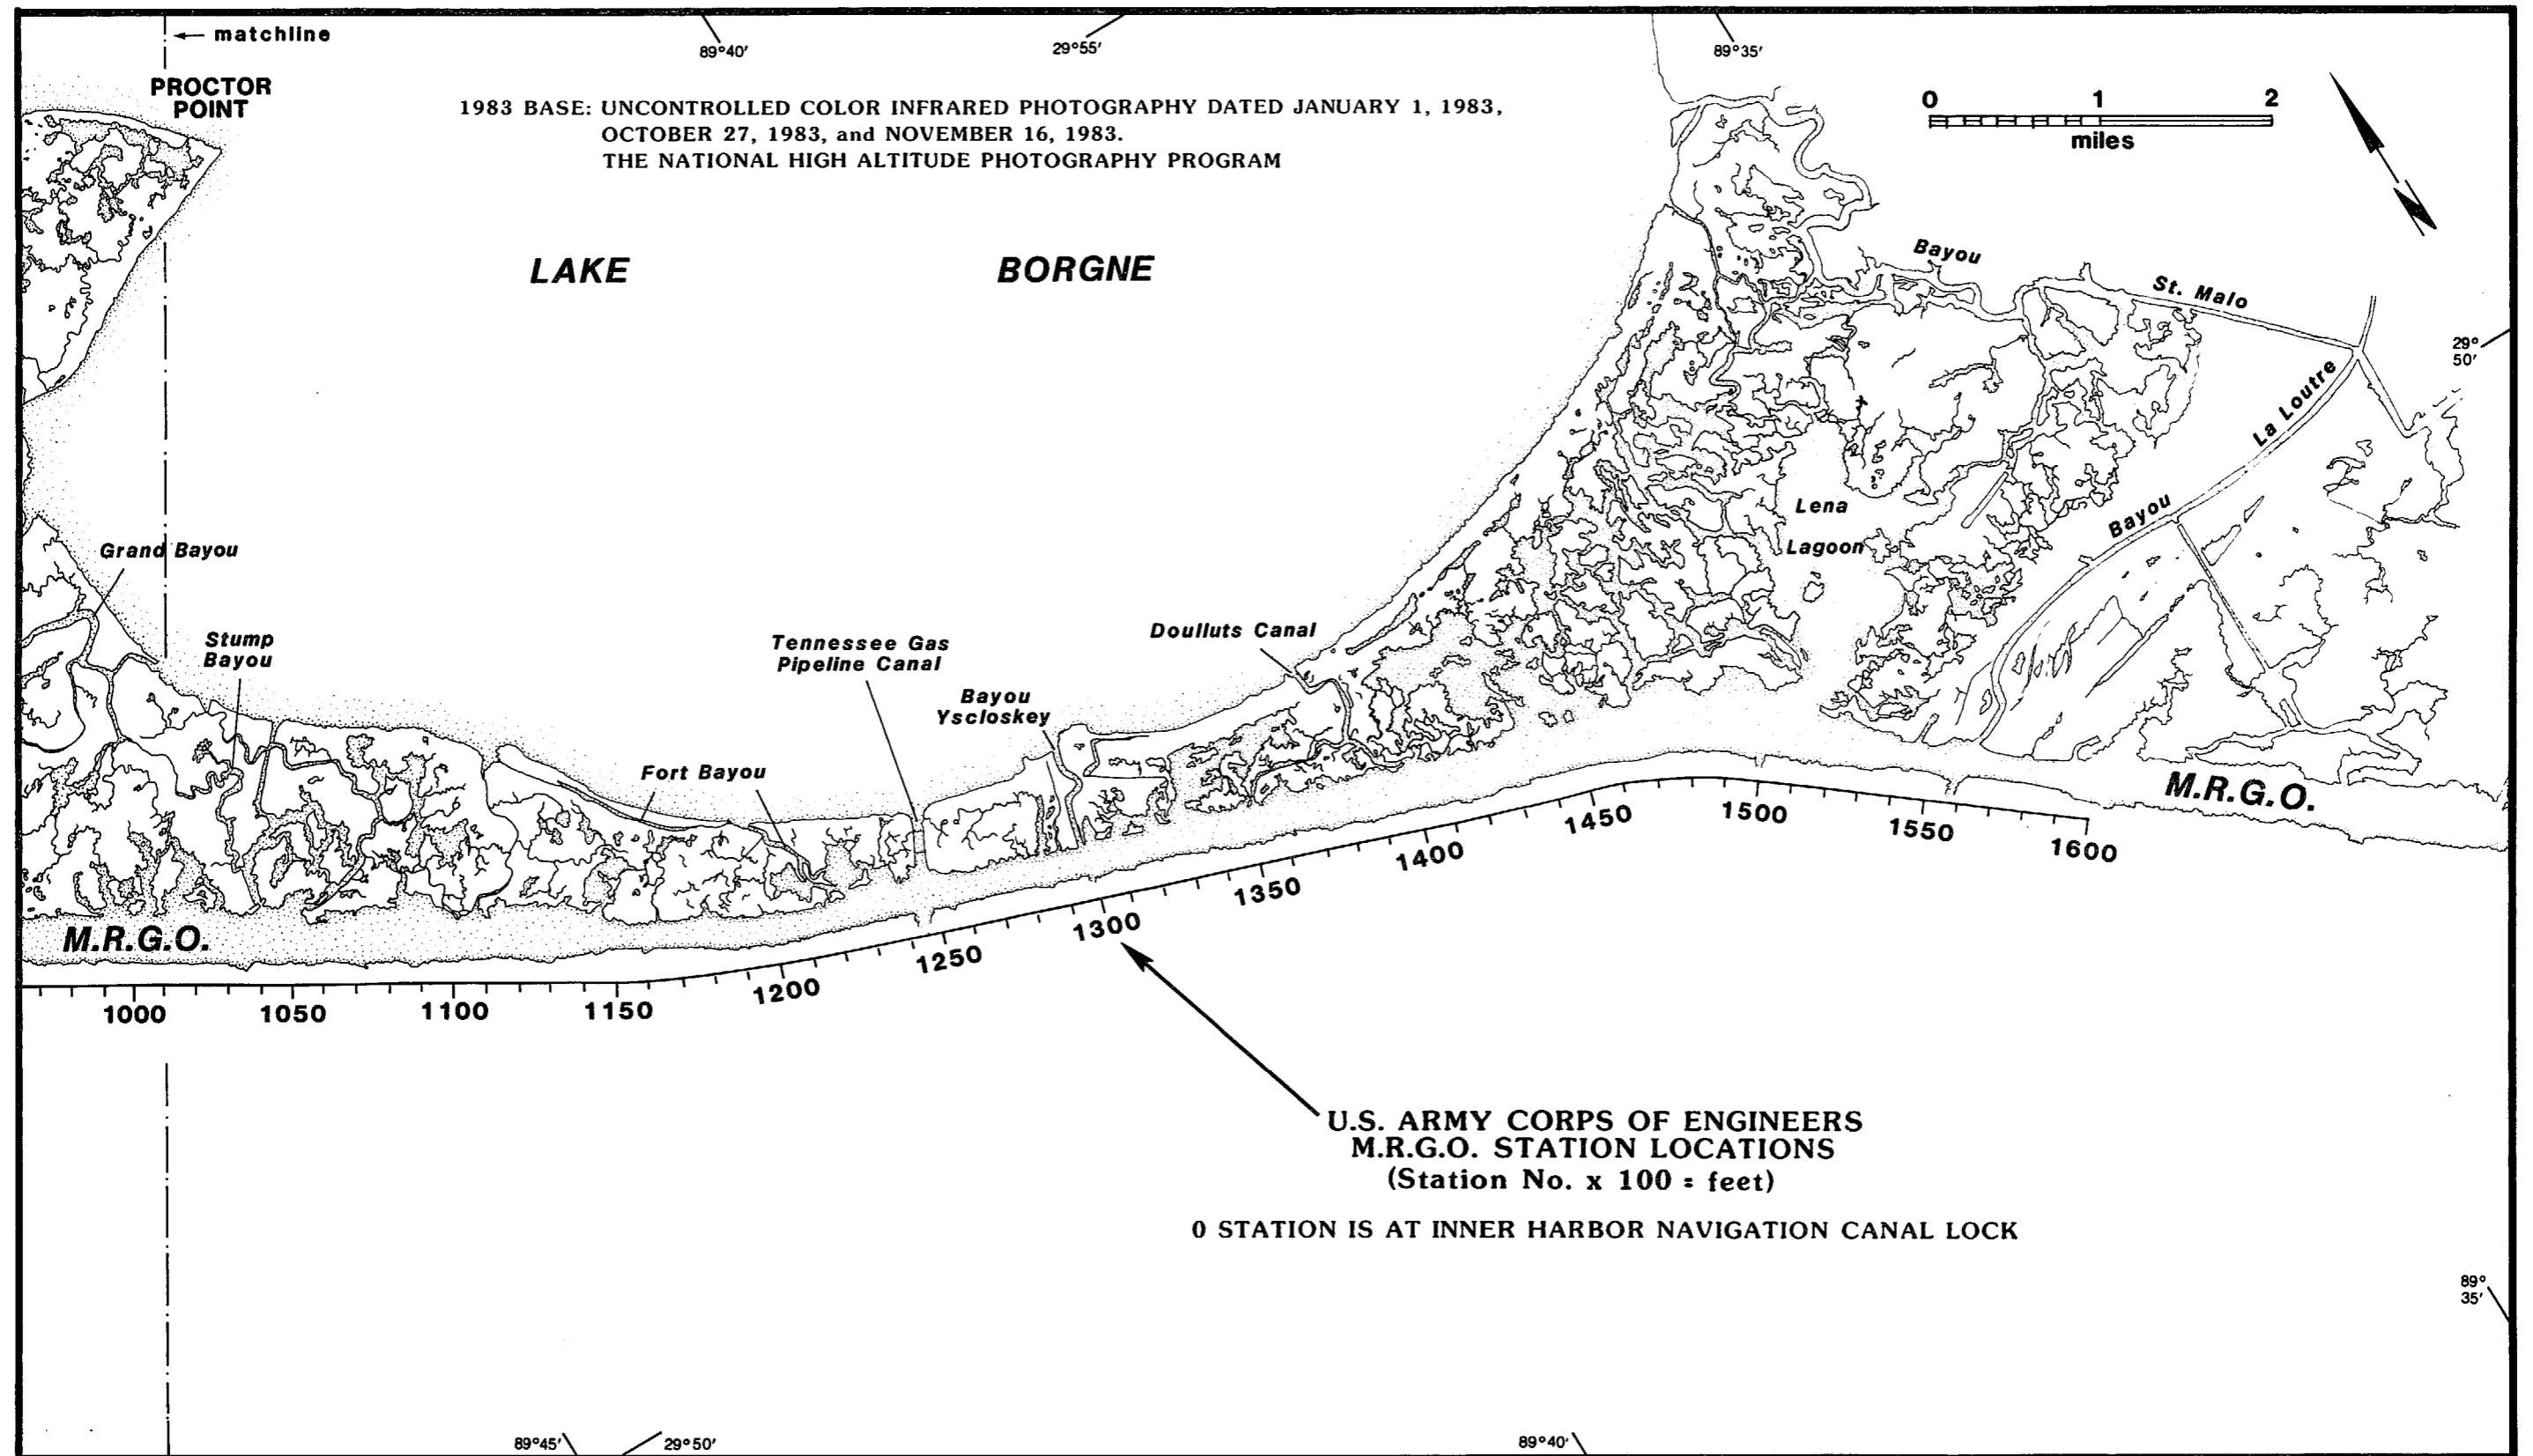 matchline
89°40'
29°55'
89°35'
PROCTOR
POINT
1983 BASE: UNCONTROLLED COLOR INFRARED PHOTOGRAPHY DATED JANUARY 1, 1983,
OCTOBER 27, 1983, and NOVEMBER 16, 1983.
THE NATIONAL HIGH ALTITUDE PHOTOGRAPHY PROGRAM
0 1 2
miles
LAKE BORGNE
Bayou St. Malo
29°
50'
La Loutre
Bayou
Lena
Lagoon
Grand Bayou
Stump
Bayou
Tennessee Gas
Pipeline Canal
Doulluts Canal
Bayou
Yscloskey
Fort Bayou
M.R.G.O.
M.R.G.O.
1000 1050 1100 1150 1200 1250 1300 1350 1400 1450 1500 1550 1600
U.S. ARMY CORPS OF ENGINEERS
M.R.G.O. STATION LOCATIONS
(Station No. x 100 = feet)
0 STATION IS AT INNER HARBOR NAVIGATION CANAL LOCK
89°
35'
89°45'
29°50'
89°40'